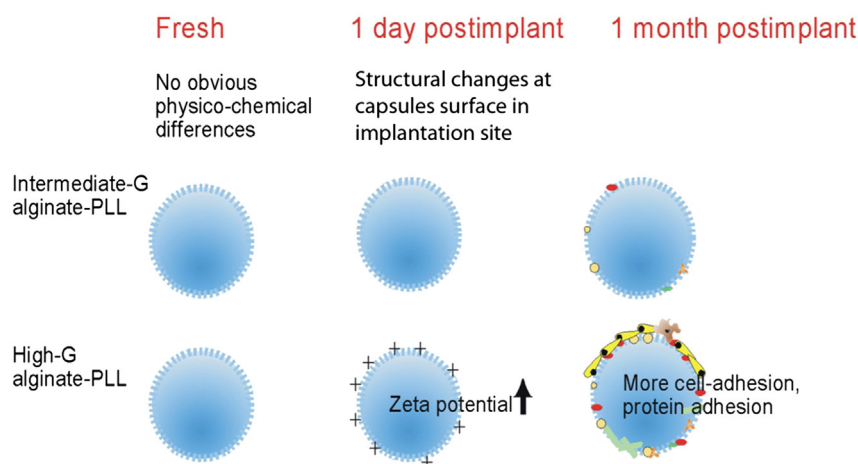 Fresh
1 day postimplant
1 month postimplant
No obvious
physico-chemical
differences
Structural changes at
capsules surface in
implantation site
Intermediate-G
alginate-PLL
High-G
alginate-PLL
Zeta potential
More cell-adhesion,
protein adhesion